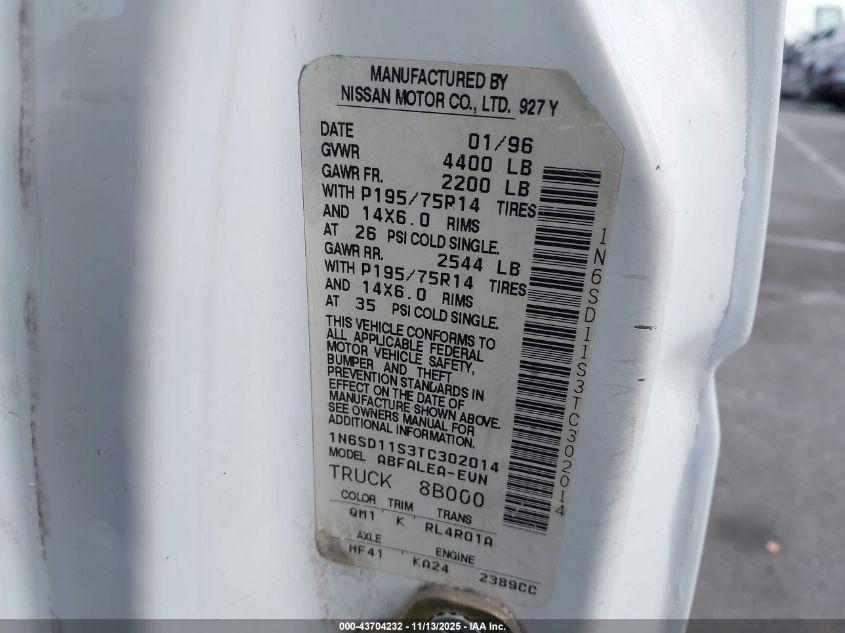 MANUFACTURED BY
NISSAN MOTOR CO., LTD. 927Y
DATE 01/96
GVWR 4400 LB
GAWR FR. 2200 LB
WITH P195/75R14 TIRES
AND 14X6.0 RIMS
AT 26 PSI COLD SINGLE.
GAWR RR. 2544 LB
WITH P195/75R14 TIRES
AND 14X6.0 RIMS
AT 35 PSI COLD SINGLE.
THIS VEHICLE CONFORMS TO
ALL APPLICABLE FEDERAL
MOTOR VEHICLE SAFETY,
BUMPER AND THEFT
PREVENTION STANDARDS IN
EFFECT ON THE DATE OF
MANUFACTURE SHOWN ABOVE.
SEE OWNERS MANUAL FOR
ADDITIONAL INFORMATION.
1N6SD11S3TC302014
MODEL ABFALEA-EVN
TRUCK 8B000
COLOR TRIM TRANS
QM1 K RL4R01A
AXLE ENGINE
HF41 KA24 2389CC
1N6SD11S3TC302014
000-43704232 - 11/13/2025 - IAA Inc.